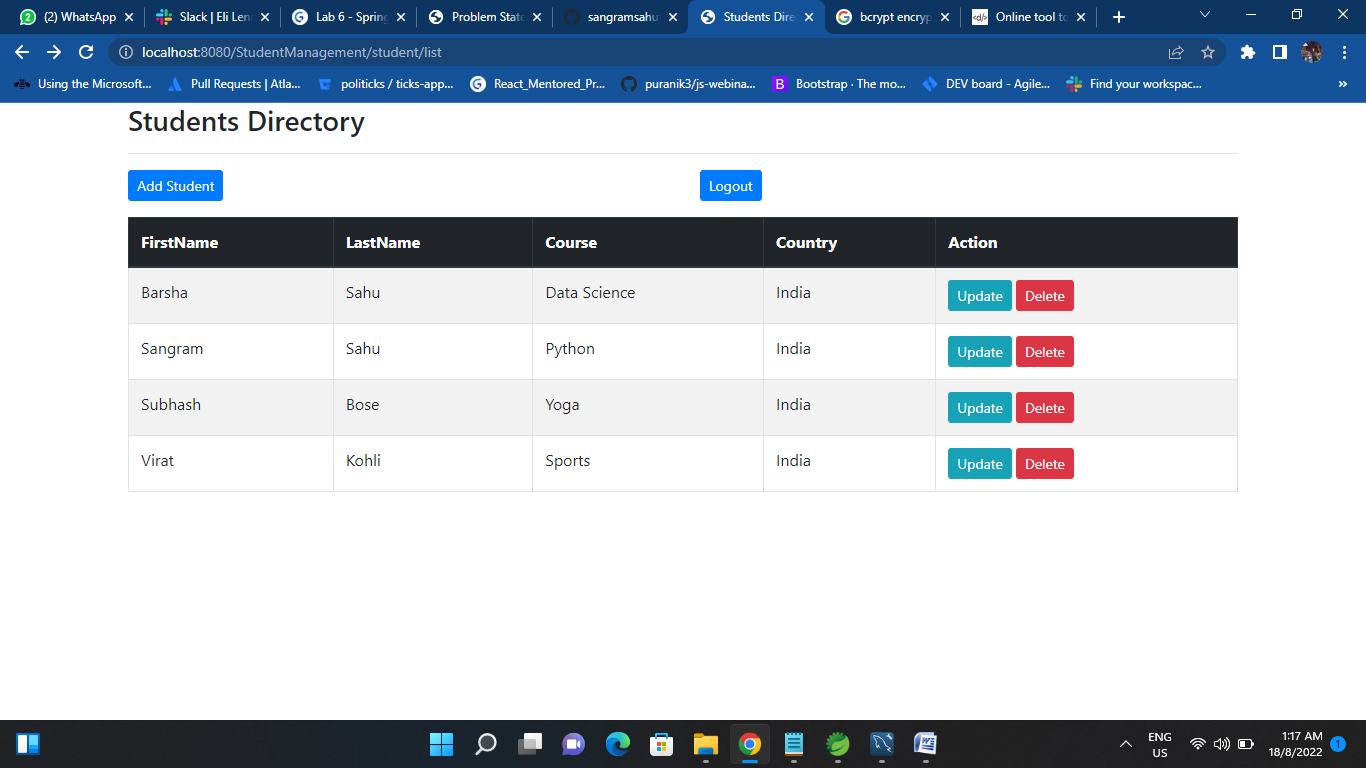 (2) WhatsApp Slack | Eli Len Lab 6 - Spring Problem State sangramsahu Students Dire bcrypt encryp Online tool to
localhost:8080/StudentManagement/student/list
Using the Microsoft... Pull Requests | Atla... politicks / ticks-app... React_Mentored_Pr... puranik3/js-webina... Bootstrap · The mo... DEV board - Agile... Find your workspac... »
Students Directory
Add Student Logout
FirstName LastName Course Country Action
Barsha Sahu Data Science India Update Delete
Sangram Sahu Python India Update Delete
Subhash Bose Yoga India Update Delete
Virat Kohli Sports India Update Delete
ENG US 1:17 AM 18/8/2022 1